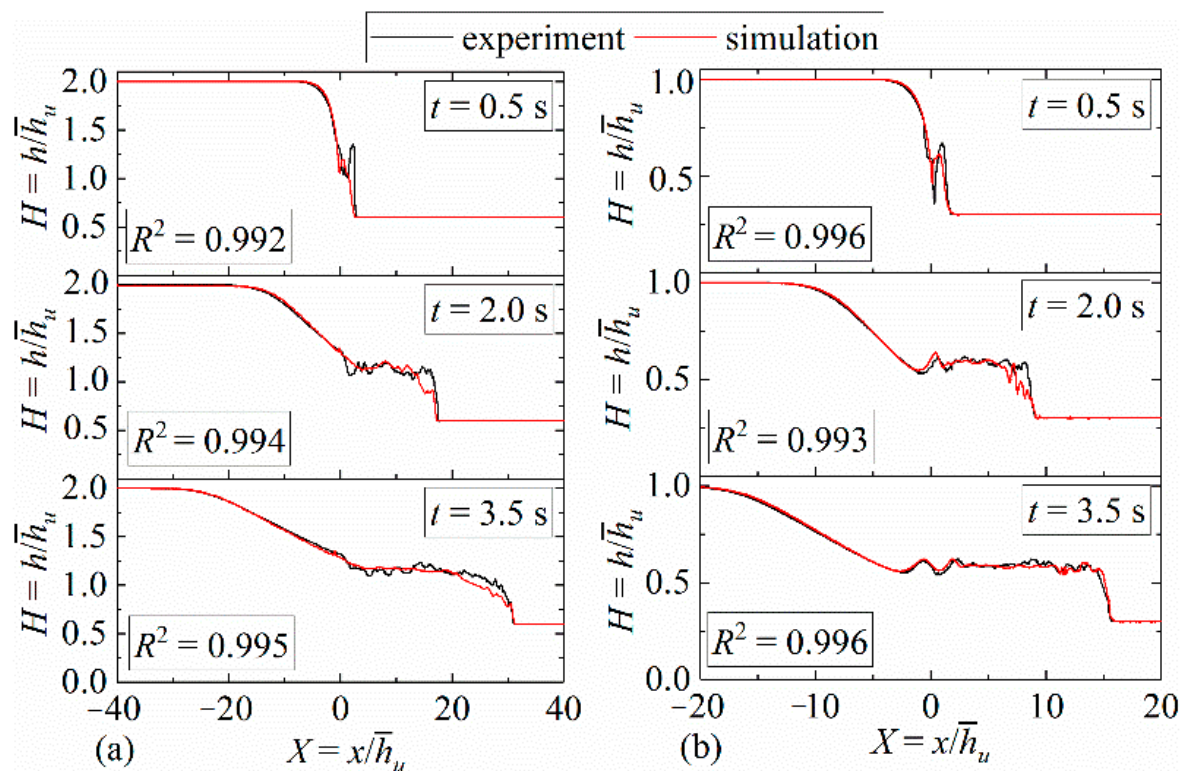 experiment simulation
2.0
1.5
1.0
0.5
H = h/h̅u
t = 0.5 s
R² = 0.992
2.0
1.5
1.0
0.5
H = h/h̅u
t = 2.0 s
R² = 0.994
2.0
1.5
1.0
0.5
0.0
H = h/h̅u
t = 3.5 s
R² = 0.995
−40 −20 0 20 40
(a) X = x/h̅u
1.0
0.5
H = h/h̅u
t = 0.5 s
R² = 0.996
1.0
0.5
H = h/h̅u
t = 2.0 s
R² = 0.993
1.0
0.5
0.0
H = h/h̅u
t = 3.5 s
R² = 0.996
−20 −10 0 10 20
(b) X = x/h̅u